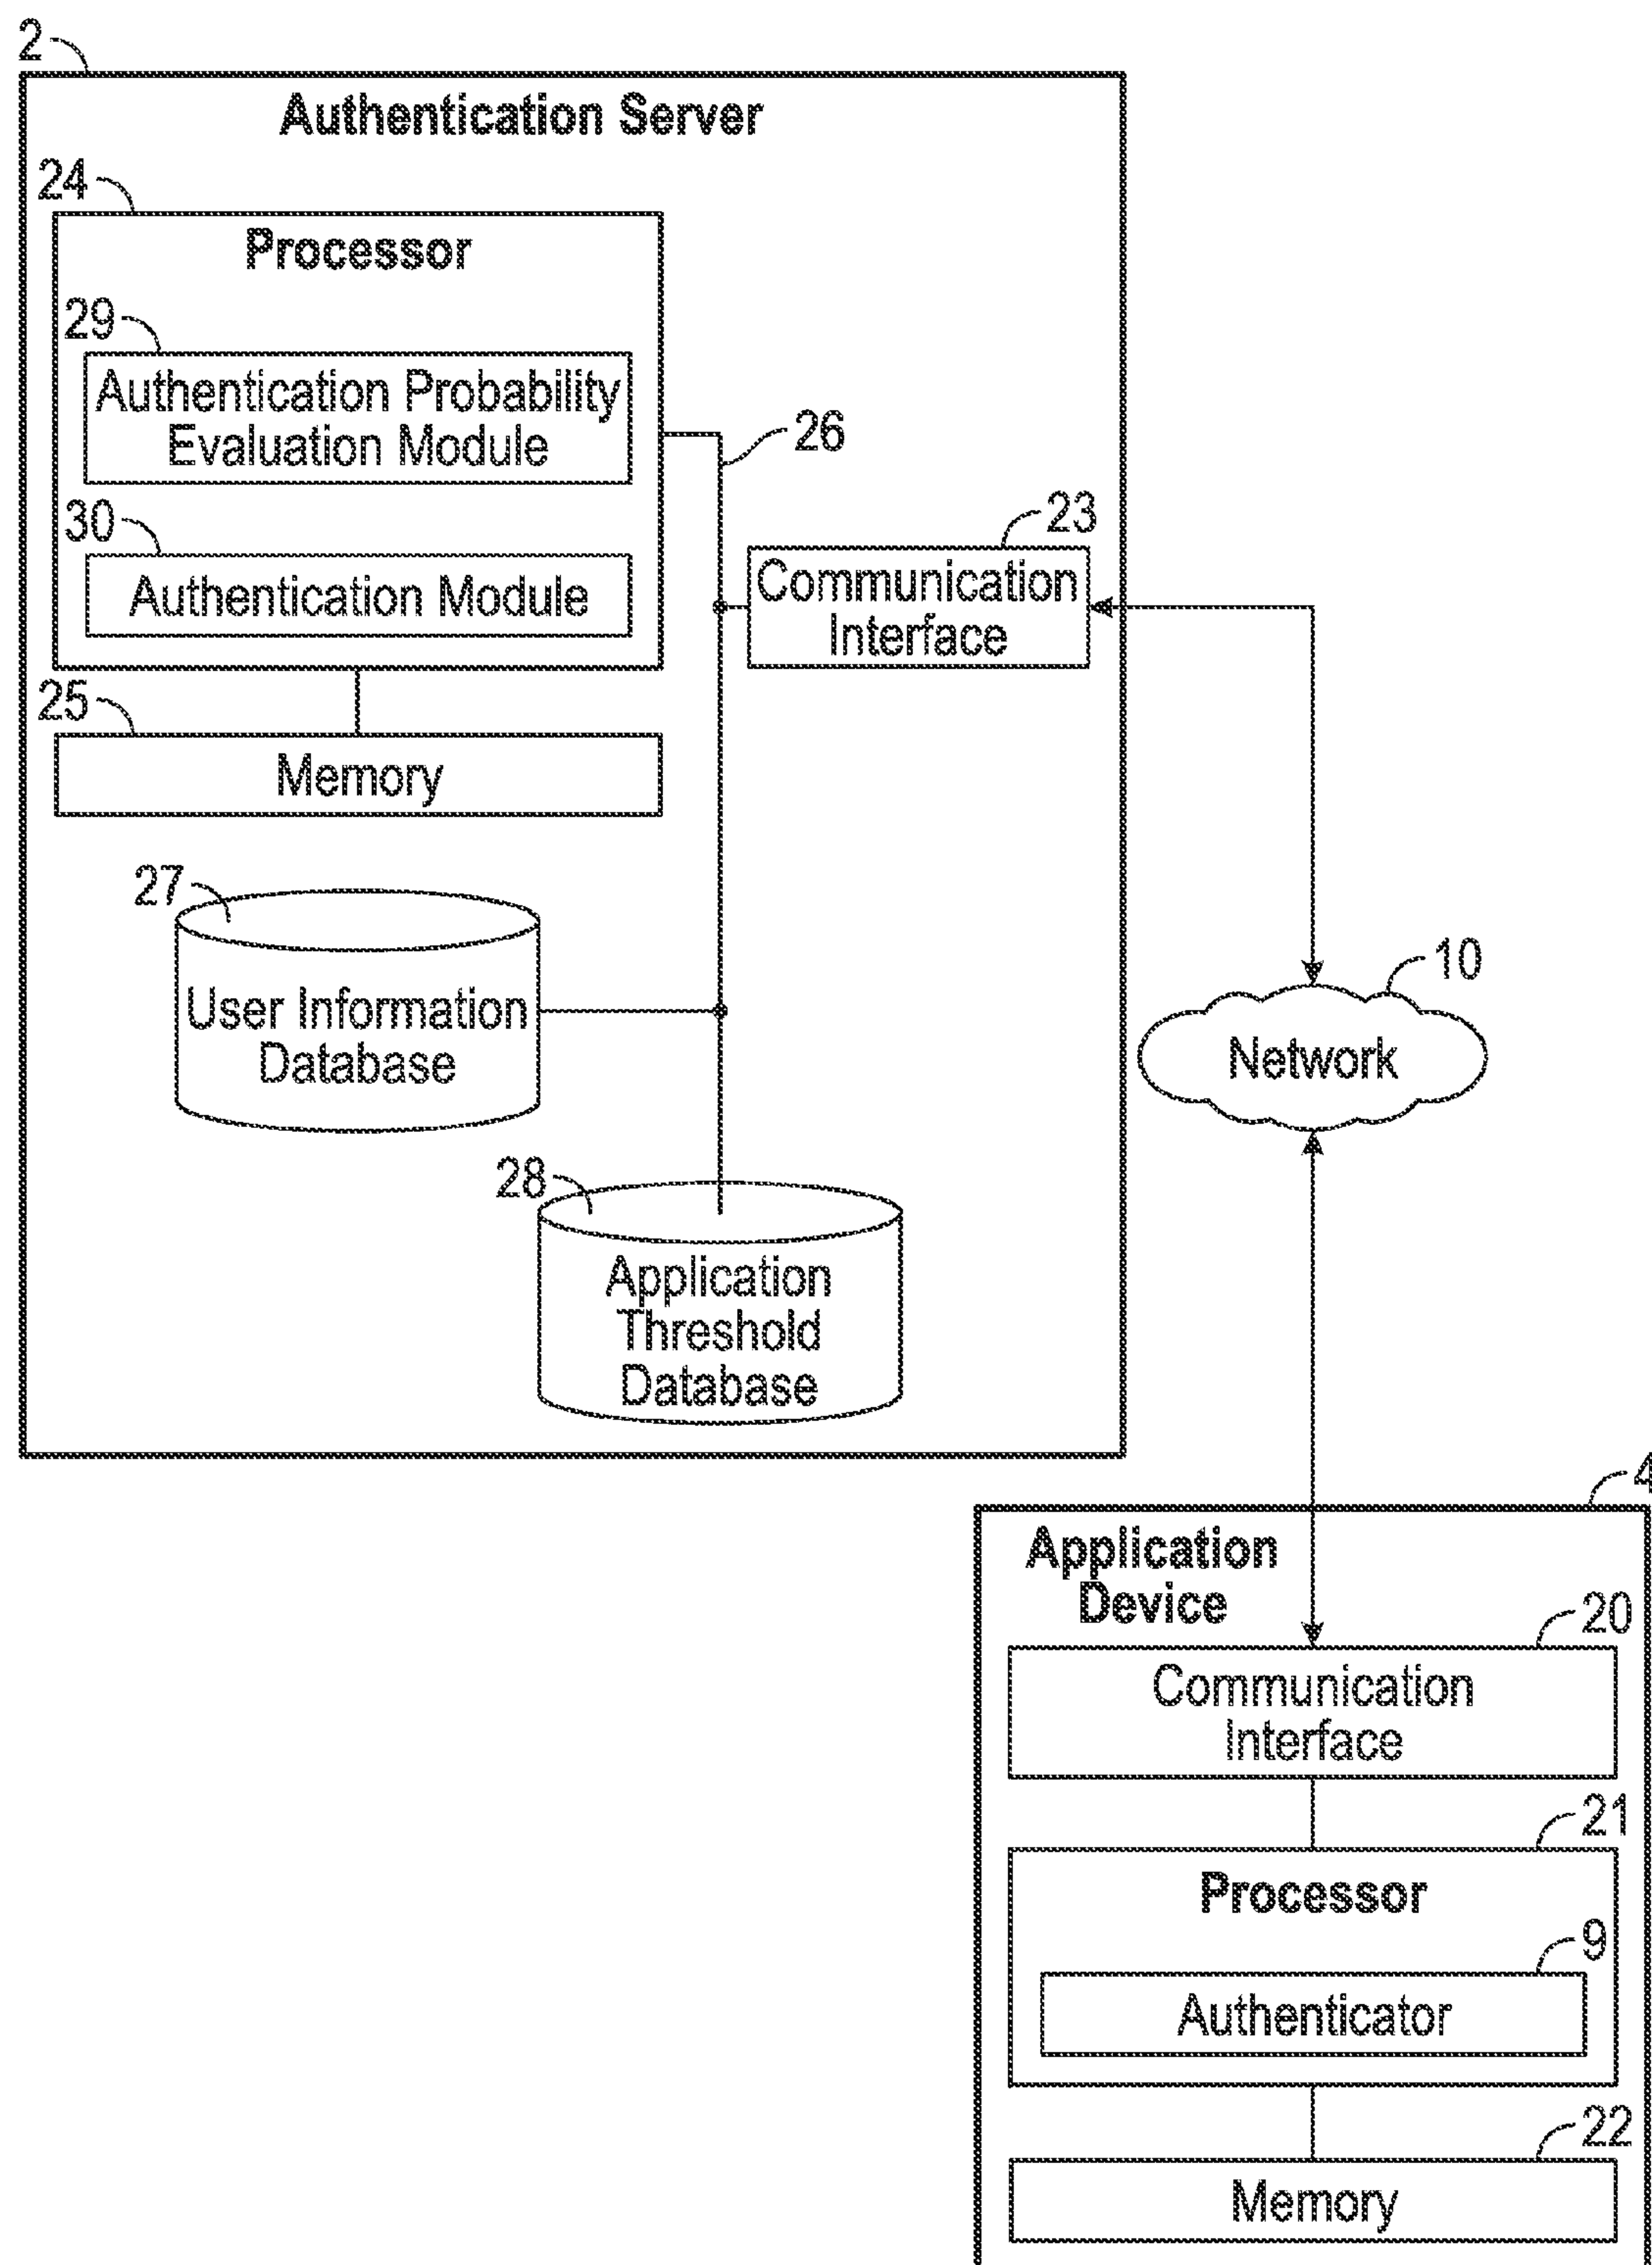 2
Authentication Server
24
Processor
29
Authentication Probability
Evaluation Module
26
30
Authentication Module
23
Communication
Interface
25
Memory
27
User Information
Database
10
Network
28
Application
Threshold
Database
4
Application
Device
20
Communication
Interface
21
Processor
9
Authenticator
22
Memory